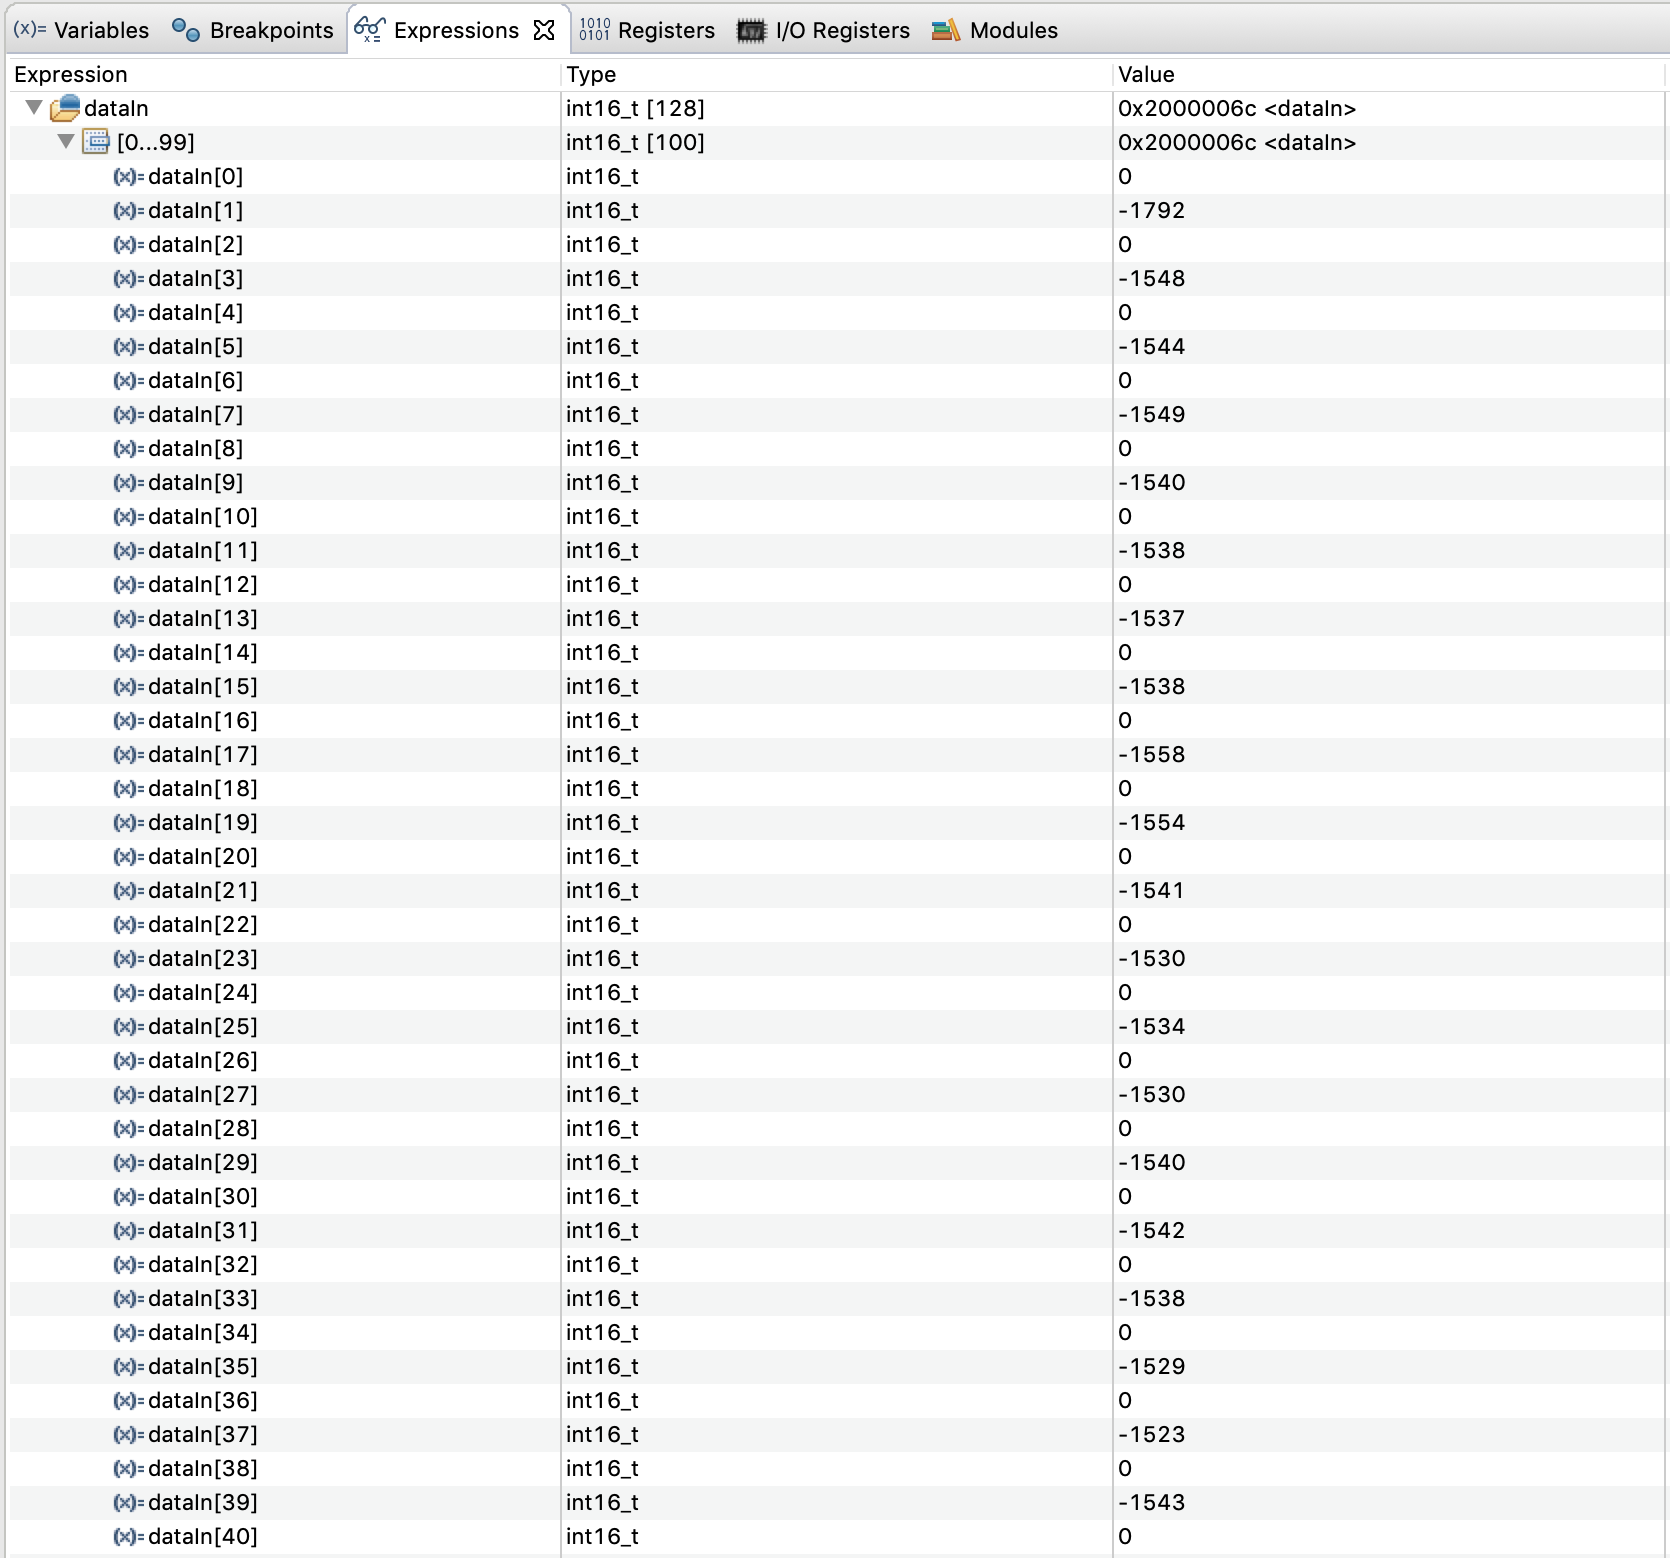 (x)= Variables Breakpoints Expressions Registers I/O Registers Modules
Expression Type Value
dataIn int16_t [128] 0x2000006c <dataIn>
[0...99] int16_t [100] 0x2000006c <dataIn>
(x)= dataIn[0] int16_t 0
(x)= dataIn[1] int16_t -1792
(x)= dataIn[2] int16_t 0
(x)= dataIn[3] int16_t -1548
(x)= dataIn[4] int16_t 0
(x)= dataIn[5] int16_t -1544
(x)= dataIn[6] int16_t 0
(x)= dataIn[7] int16_t -1549
(x)= dataIn[8] int16_t 0
(x)= dataIn[9] int16_t -1540
(x)= dataIn[10] int16_t 0
(x)= dataIn[11] int16_t -1538
(x)= dataIn[12] int16_t 0
(x)= dataIn[13] int16_t -1537
(x)= dataIn[14] int16_t 0
(x)= dataIn[15] int16_t -1538
(x)= dataIn[16] int16_t 0
(x)= dataIn[17] int16_t -1558
(x)= dataIn[18] int16_t 0
(x)= dataIn[19] int16_t -1554
(x)= dataIn[20] int16_t 0
(x)= dataIn[21] int16_t -1541
(x)= dataIn[22] int16_t 0
(x)= dataIn[23] int16_t -1530
(x)= dataIn[24] int16_t 0
(x)= dataIn[25] int16_t -1534
(x)= dataIn[26] int16_t 0
(x)= dataIn[27] int16_t -1530
(x)= dataIn[28] int16_t 0
(x)= dataIn[29] int16_t -1540
(x)= dataIn[30] int16_t 0
(x)= dataIn[31] int16_t -1542
(x)= dataIn[32] int16_t 0
(x)= dataIn[33] int16_t -1538
(x)= dataIn[34] int16_t 0
(x)= dataIn[35] int16_t -1529
(x)= dataIn[36] int16_t 0
(x)= dataIn[37] int16_t -1523
(x)= dataIn[38] int16_t 0
(x)= dataIn[39] int16_t -1543
(x)= dataIn[40] int16_t 0